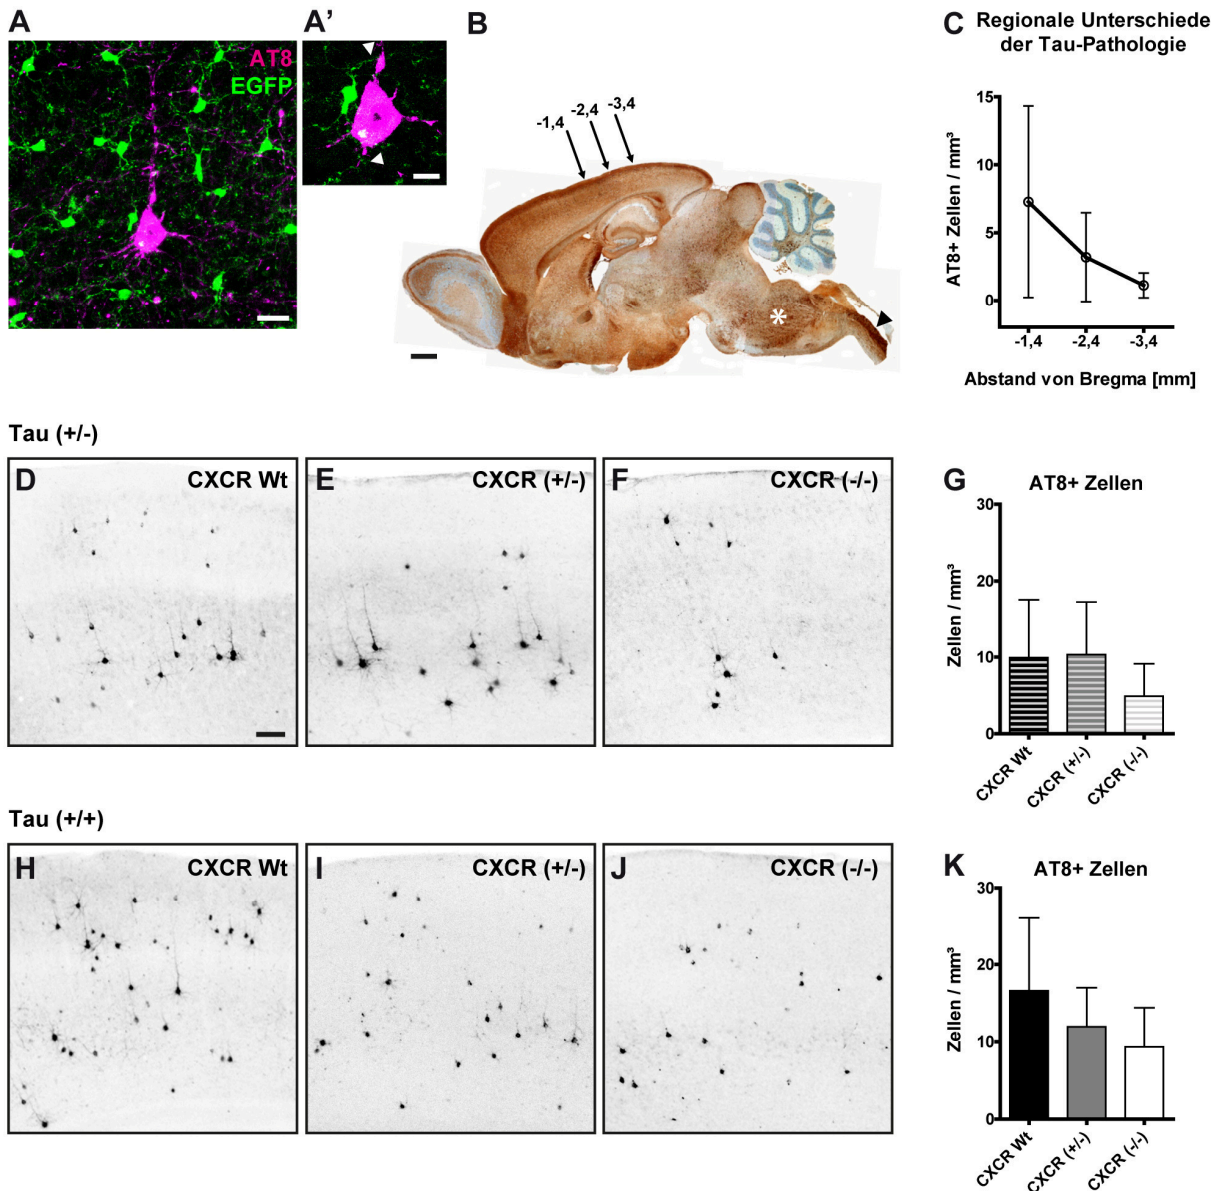 A
AT8
EGFP
A’
B
-1,4
-2,4
-3,4
*
C
Regionale Unterschiede
der Tau-Pathologie
AT8+ Zellen / mm³
15
10
5
0
-1,4
-2,4
-3,4
Abstand von Bregma [mm]
Tau (+/-)
D
CXCR Wt
E
CXCR (+/-)
F
CXCR (-/-)
G
AT8+ Zellen
Zellen / mm³
30
20
10
0
CXCR Wt
CXCR (+/-)
CXCR (-/-)
Tau (+/+)
H
CXCR Wt
I
CXCR (+/-)
J
CXCR (-/-)
K
AT8+ Zellen
Zellen / mm³
30
20
10
0
CXCR Wt
CXCR (+/-)
CXCR (-/-)